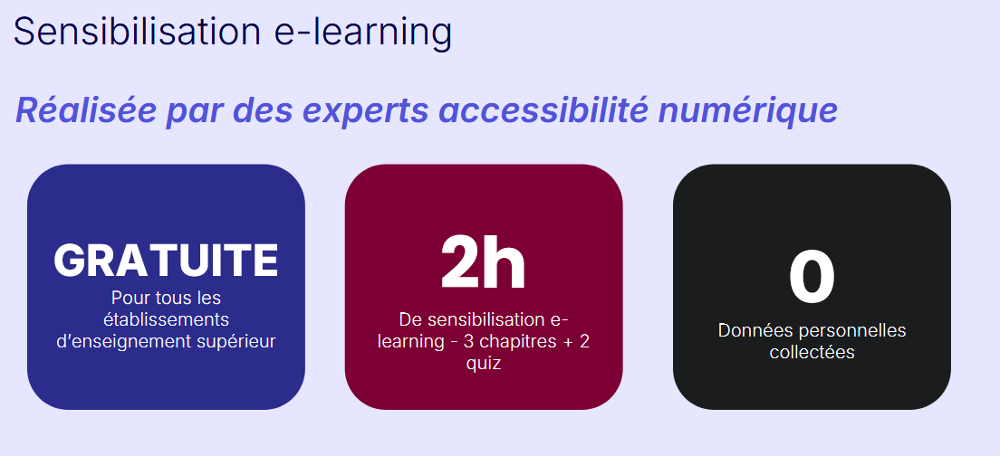 Sensibilisation e-learning
Réalisée par des experts accessibilité numérique
GRATUITE
Pour tous les
établissements
d’enseignement supérieur
2h
De sensibilisation e-
learning - 3 chapitres + 2
quiz
0
Données personnelles
collectées